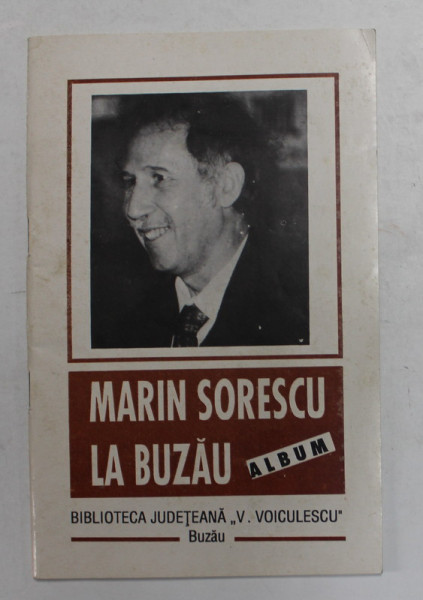 MARIN SORESCU
LA BUZĂU
ALBUM
BIBLIOTECA JUDEŢEANĂ „V. VOICULESCU"
Buzău